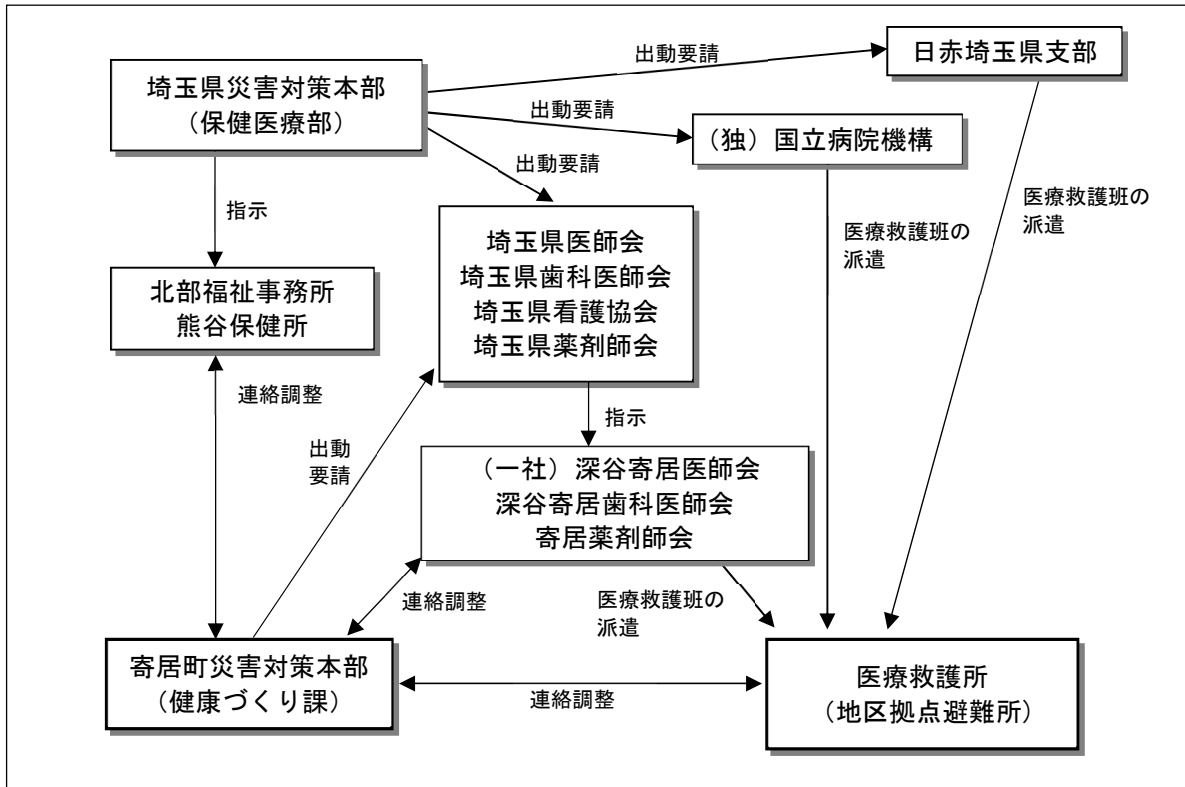 出動要請
日赤埼玉県支部
埼玉県災害対策本部
（保健医療部）
出動要請
（独）国立病院機構
出動要請
指示
医療救護班の
派遣
医療救護班の
派遣
埼玉県医師会
埼玉県歯科医師会
埼玉県看護協会
埼玉県薬剤師会
北部福祉事務所
熊谷保健所
連絡調整
指示
出動
要請
（一社）深谷寄居医師会
深谷寄居歯科医師会
寄居薬剤師会
連絡調整
医療救護班の
派遣
寄居町災害対策本部
（健康づくり課）
連絡調整
医療救護所
（地区拠点避難所）